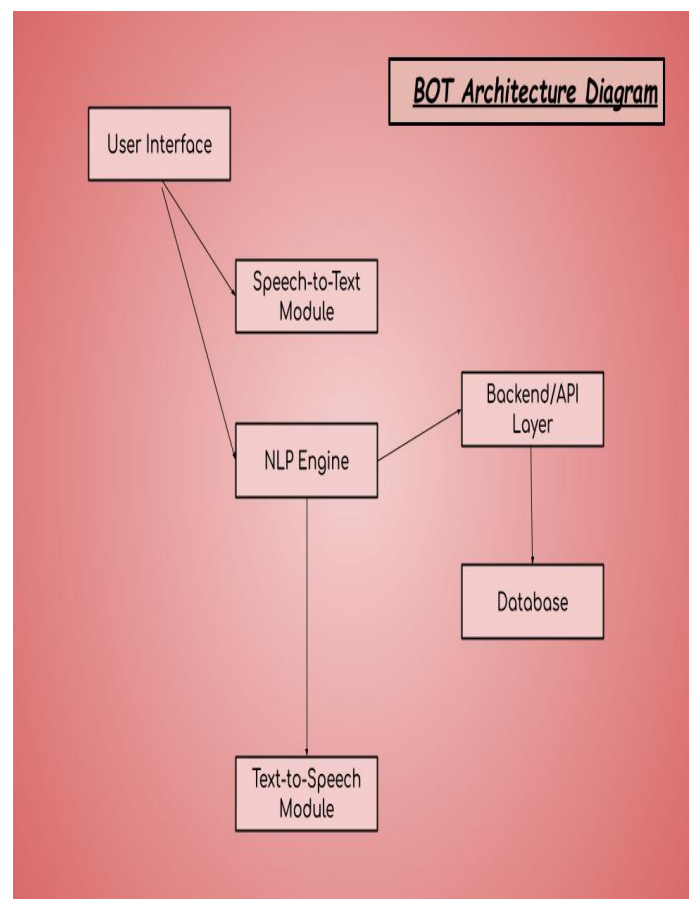 BOT Architecture Diagram
User Interface
Speech-to-Text
Module
Backend/API
Layer
NLP Engine
Database
Text-to-Speech
Module